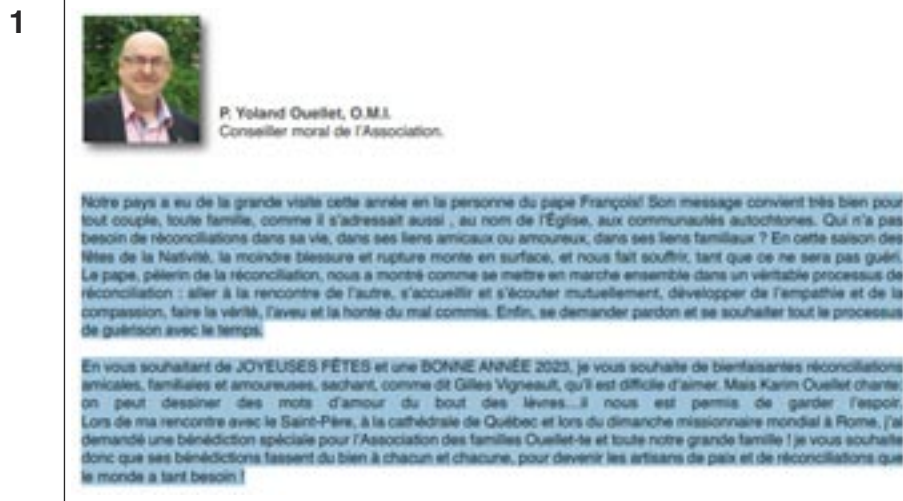 1
P. Yoland Ouellet, O.M.I.
Conseiller moral de l'Association.
Notre pays a eu de la grande visite cette année en la personne du pape François! Son message convient très bien pour
tout couple, toute famille, comme il s'adressait aussi , au nom de l'Église, aux communautés autochtones. Qui n'a pas
besoin de réconciliations dans sa vie, dans ses liens amicaux ou amoureux, dans ses liens familiaux ? En cette saison des
fêtes de la Nativité, la moindre blessure et rupture monte en surface, et nous fait souffrir, tant que ce ne sera pas guéri.
Le pape, pèlerin de la réconciliation, nous a montré comme se mettre en marche ensemble dans un véritable processus de
réconciliation : aller à la rencontre de l'autre, s'accueillir et s'écouter mutuellement, développer de l'empathie et de la
compassion, faire la vérité, l'aveu et la honte du mal commis. Enfin, se demander pardon et se souhaiter tout le processus
de guérison avec le temps.
En vous souhaitant de JOYEUSES FÊTES et une BONNE ANNÉE 2023, je vous souhaite de bienfaisantes réconciliations
amicales, familiales et amoureuses, sachant, comme dit Gilles Vigneault, qu'il est difficile d'aimer. Mais Karim Ouellet chante:
on peut dessiner des mots d'amour du bout des lèvres...il nous est permis de garder l'espoir.
Lors de ma rencontre avec le Saint-Père, à la cathédrale de Québec et lors du dimanche missionnaire mondial à Rome, j'ai
demandé une bénédiction spéciale pour l'Association des familles Ouellet-te et toute notre grande famille ! je vous souhaite
donc que ses bénédictions fassent du bien à chacun et chacune, pour devenir les artisans de paix et de réconciliations que
le monde a tant besoin !